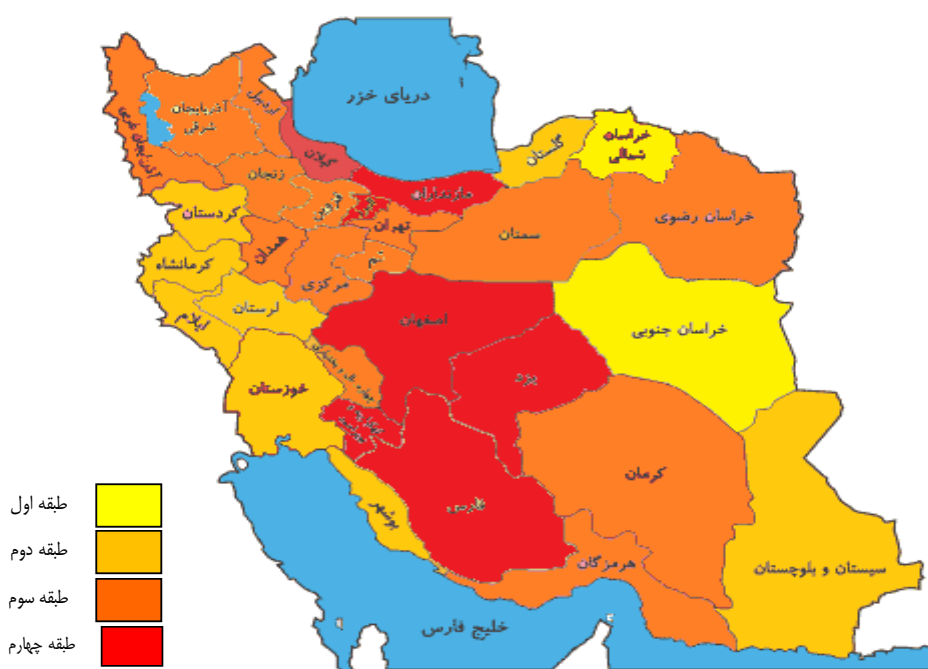 دریای خزر
اردبیل
آذربایجان
شرقی
آذربایجان غربی
گیلان
گلستان
خراسان
شمالی
زنجان
مازندران
قزوین
البرز
تهران
خراسان رضوی
سمنان
کردستان
همدان
قم
کرمانشاه
مرکزی
ایلام
لرستان
اصفهان
خراسان جنوبی
یزد
خوزستان
کرمان
فارس
بوشهر
هرمزگان
سیستان و بلوچستان
خلیج فارس
طبقه اول
طبقه دوم
طبقه سوم
طبقه چهارم